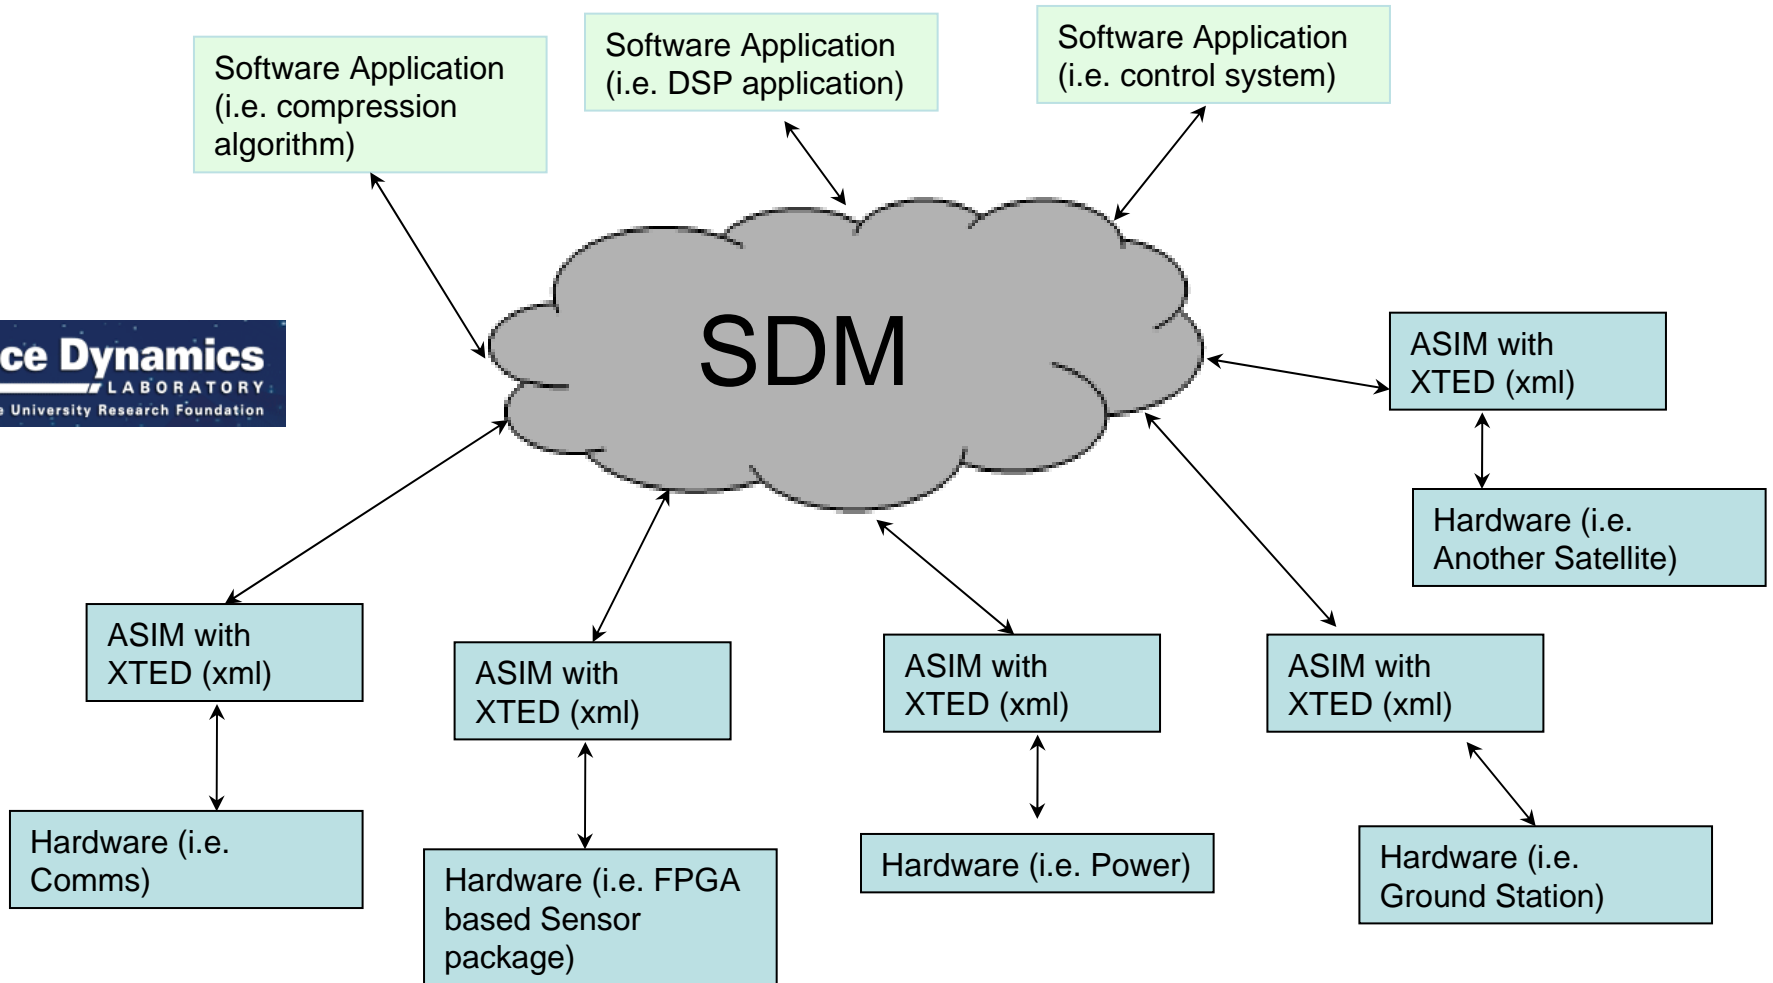 Software Application
(i.e. compression
algorithm)
Software Application
(i.e. DSP application)
Software Application
(i.e. control system)
SDM
Dynamics
LABORATORY
University Research Foundation
ASIM with
XTED (xml)
Hardware (i.e.
Another Satellite)
ASIM with
XTED (xml)
ASIM with
XTED (xml)
ASIM with
XTED (xml)
ASIM with
XTED (xml)
Hardware (i.e.
Comms)
Hardware (i.e. FPGA
based Sensor
package)
Hardware (i.e. Power)
Hardware (i.e.
Ground Station)